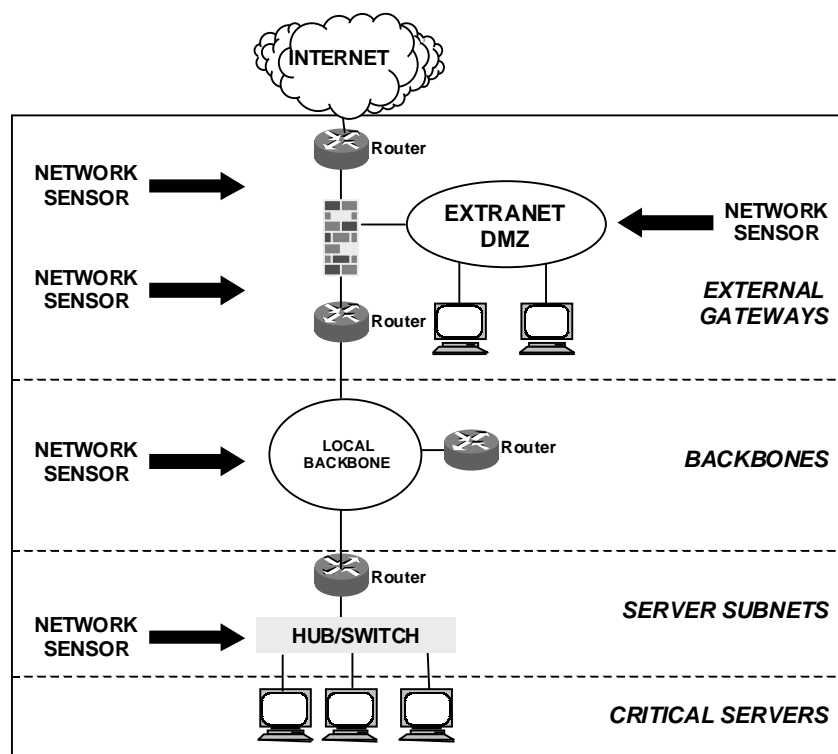 INTERNET
Router
NETWORK
SENSOR
EXTRANET
DMZ
NETWORK
SENSOR
NETWORK
SENSOR
Router
EXTERNAL
GATEWAYS
NETWORK
SENSOR
LOCAL
BACKBONE
Router
BACKBONES
Router
NETWORK
SENSOR
HUB/SWITCH
SERVER SUBNETS
CRITICAL SERVERS